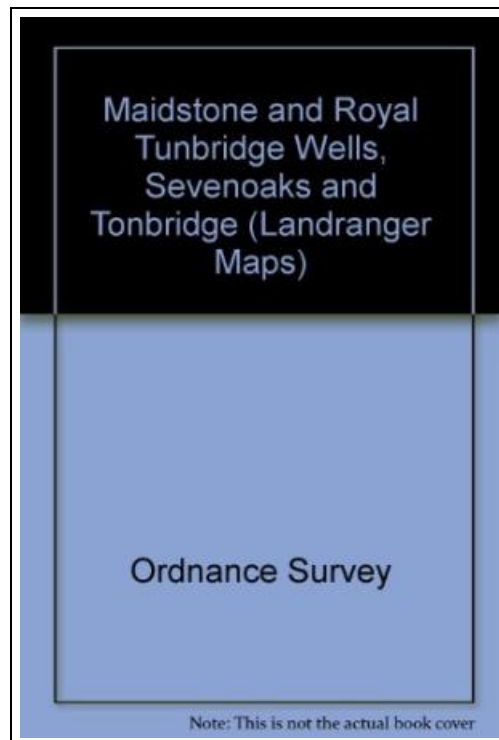 Maidstone and Royal
Tunbridge Wells,
Sevenoaks and
Tonbridge (Landranger
Maps)
Ordnance Survey
Note: This is not the actual book cover